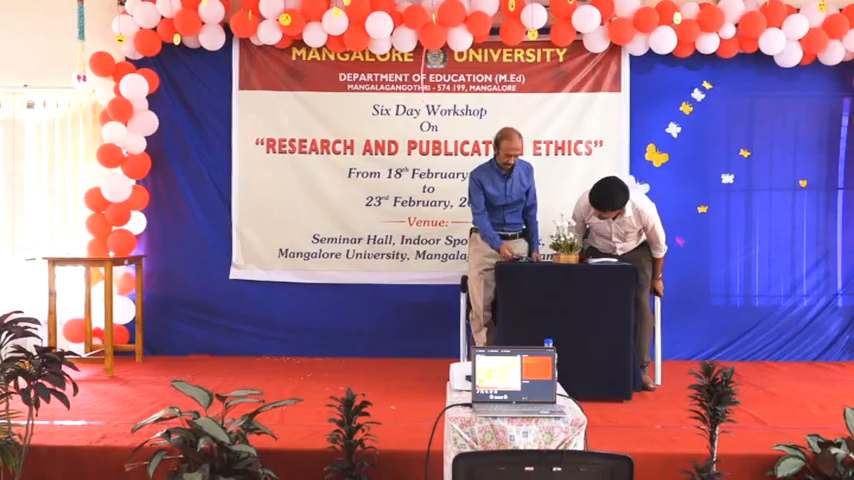 MANGALORE UNIVERSITY
DEPARTMENT OF EDUCATION (M.Ed)
MANGALAGANGOTHRI - 574 199, MANGALORE
Six Day Workshop
On
“RESEARCH AND PUBLICAT ETHICS”
From 18th February
to
23rd February, 2
Venue:
Seminar Hall, Indoor Spo
Mangalore University, Mangala